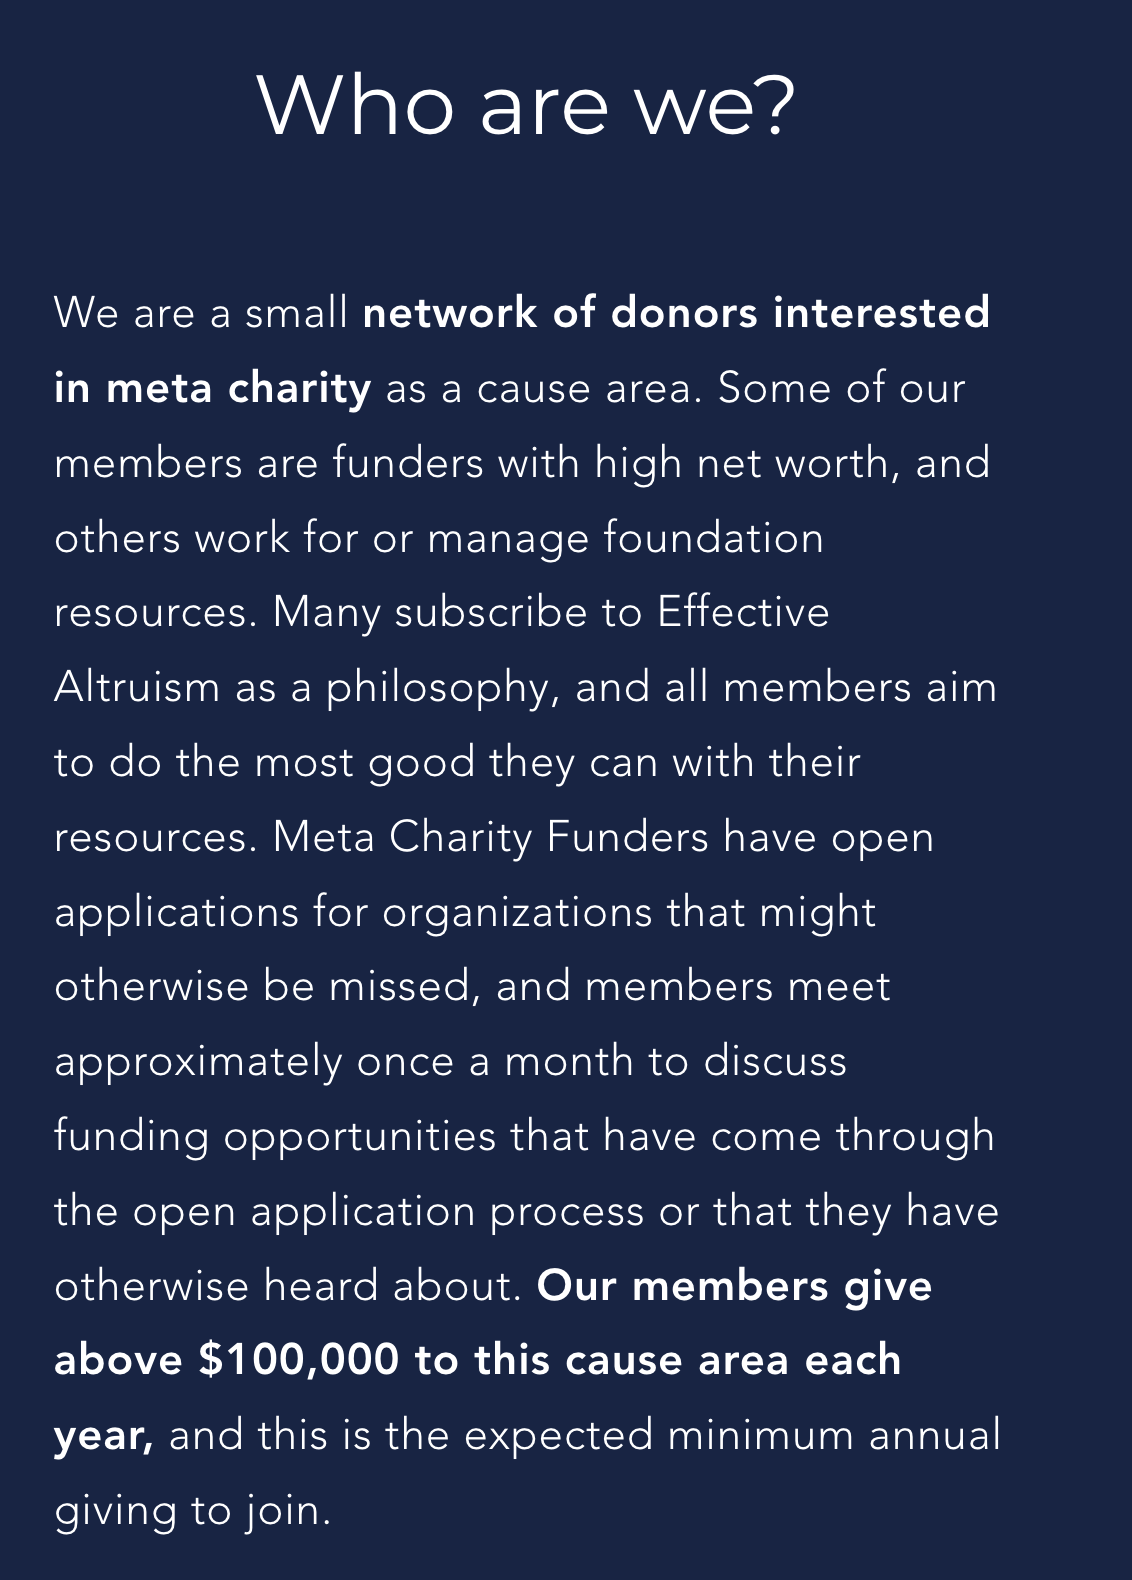 Who are we?
We are a small network of donors interested
in meta charity as a cause area. Some of our
members are funders with high net worth, and
others work for or manage foundation
resources. Many subscribe to Effective
Altruism as a philosophy, and all members aim
to do the most good they can with their
resources. Meta Charity Funders have open
applications for organizations that might
otherwise be missed, and members meet
approximately once a month to discuss
funding opportunities that have come through
the open application process or that they have
otherwise heard about. Our members give
above $100,000 to this cause area each
year, and this is the expected minimum annual
giving to join.